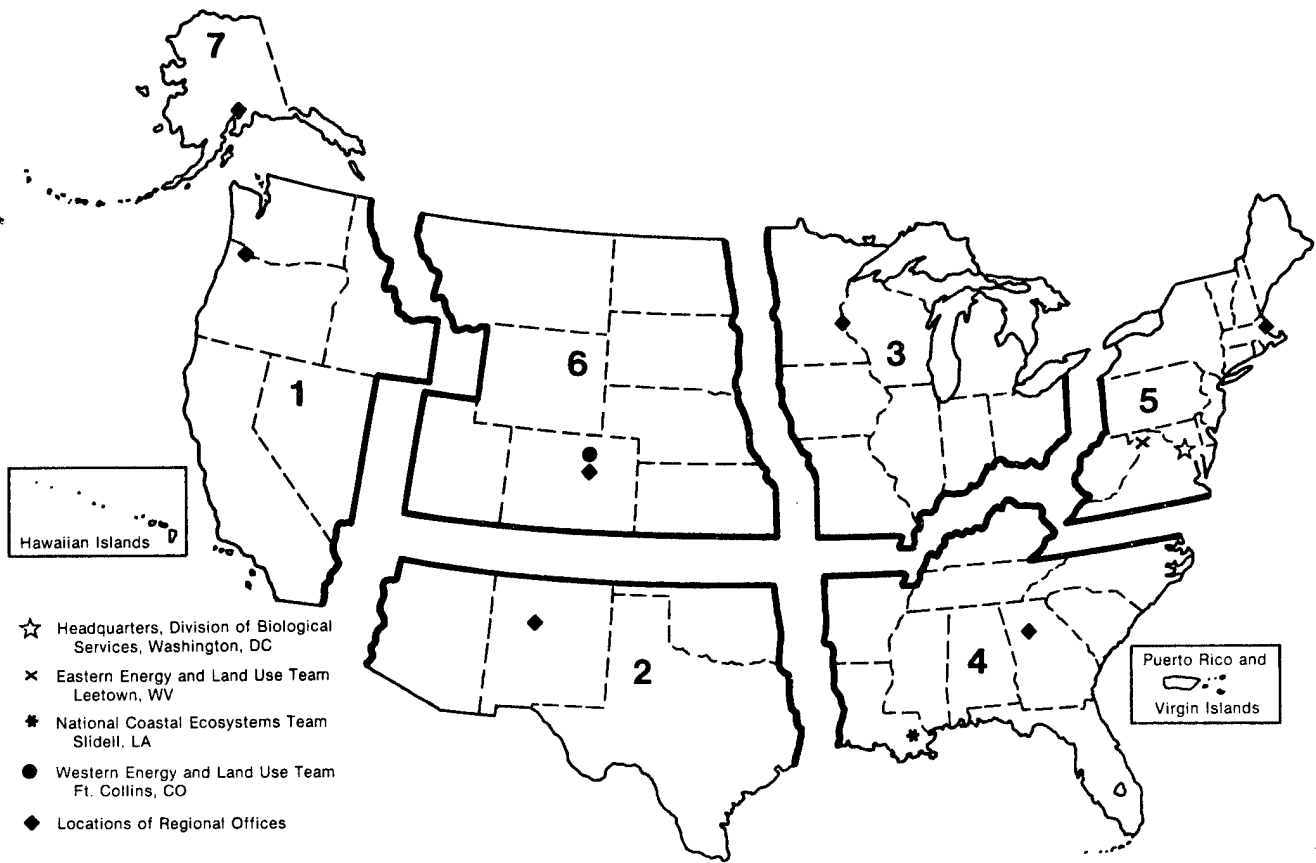 7
3
6
1
5
Hawaiian Islands
☆ Headquarters, Division of Biological
Services, Washington, DC
× Eastern Energy and Land Use Team
Leetown, WV
* National Coastal Ecosystems Team
Slidell, LA
● Western Energy and Land Use Team
Ft. Collins, CO
◆ Locations of Regional Offices
2
4
Puerto Rico and
Virgin Islands